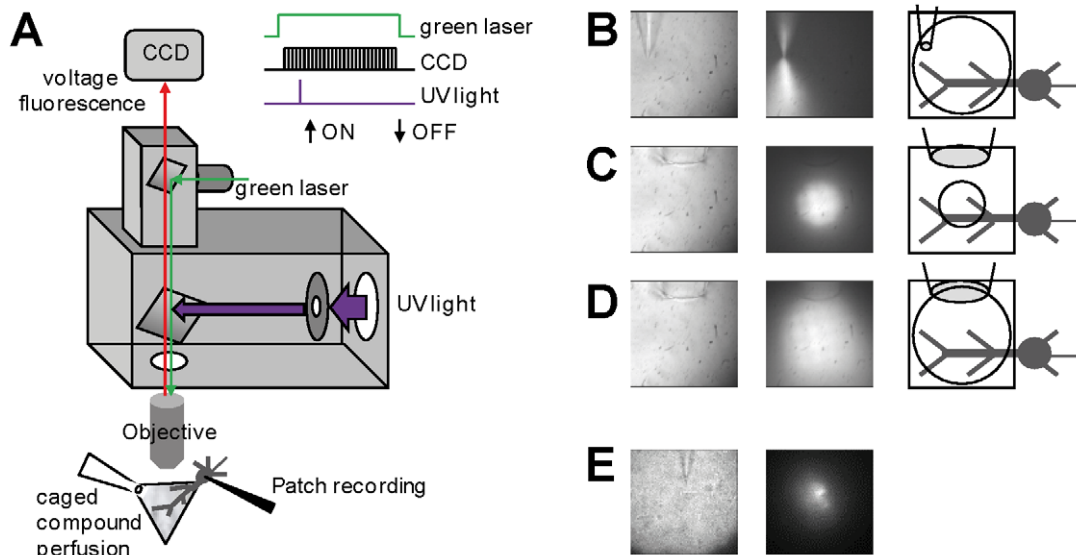 A
CCD
voltage
fluorescence
green laser
CCD
UV light
ON
OFF
green laser
UV light
Objective
Patch recording
caged
compound
perfusion
B
C
D
E